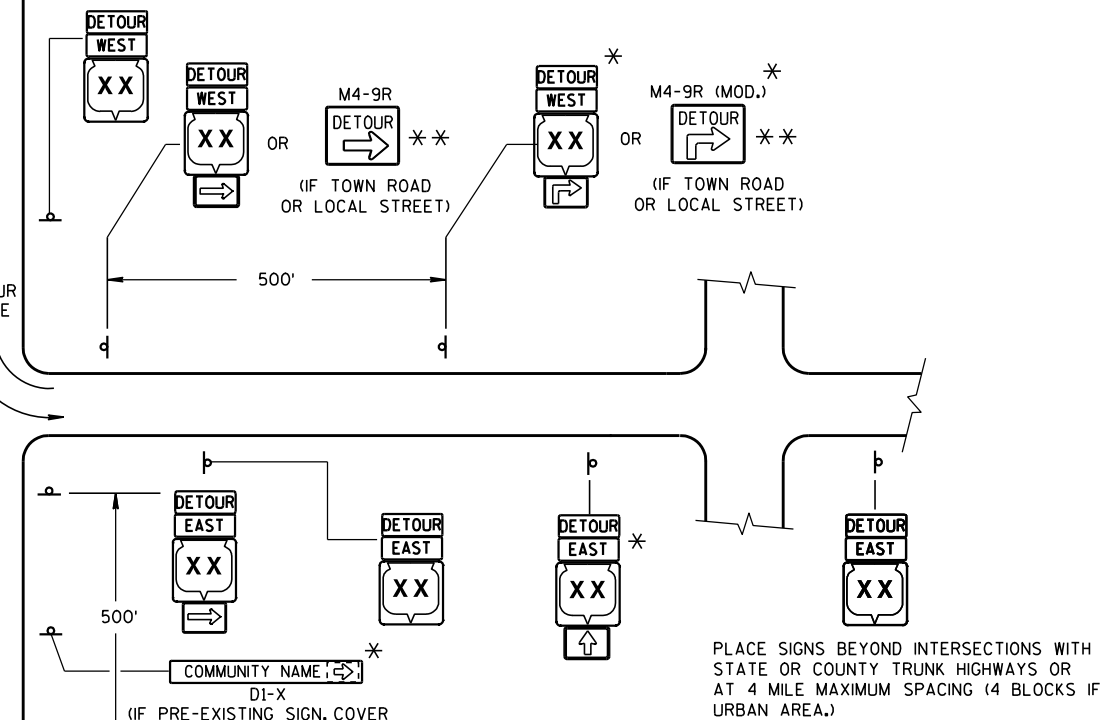 DETOUR
WEST
XX
DETOUR
WEST
XX
OR
M4-9R
DETOUR
**
(IF TOWN ROAD
OR LOCAL STREET)
*
DETOUR
WEST
XX
OR
*
M4-9R (MOD.)
DETOUR
**
(IF TOWN ROAD
OR LOCAL STREET)
500'
UR
E
DETOUR
EAST
XX
DETOUR
EAST
XX
DETOUR
EAST *
XX
DETOUR
EAST
XX
500'
*
COMMUNITY NAME
D1-X
(IF PRE-EXISTING SIGN, COVER
PLACE SIGNS BEYOND INTERSECTIONS WITH
STATE OR COUNTY TRUNK HIGHWAYS OR
AT 4 MILE MAXIMUM SPACING (4 BLOCKS IF
URBAN AREA.)